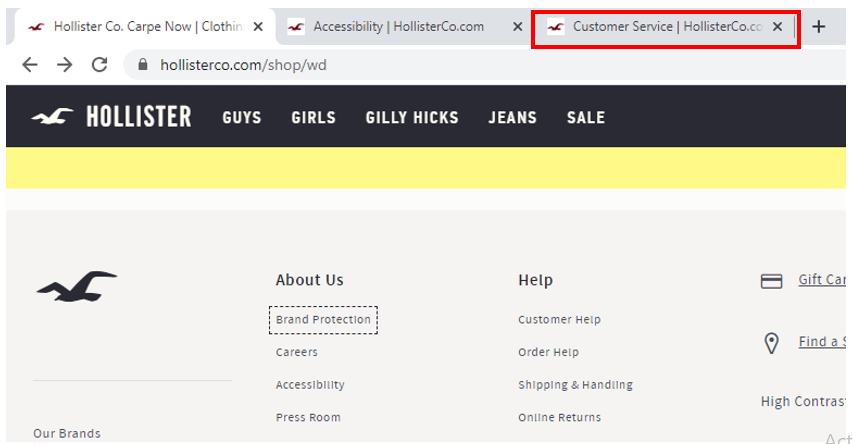 Hollister Co. Carpe Now | Clothin
Accessibility | HollisterCo.com
Customer Service | HollisterCo.co
hollisterco.com/shop/wd
HOLLISTER GUYS GIRLS GILLY HICKS JEANS SALE
About Us
Brand Protection
Careers
Accessibility
Press Room
Help
Customer Help
Order Help
Shipping & Handling
Online Returns
Gift Car
Find a S
High Contras
Our Brands
Act